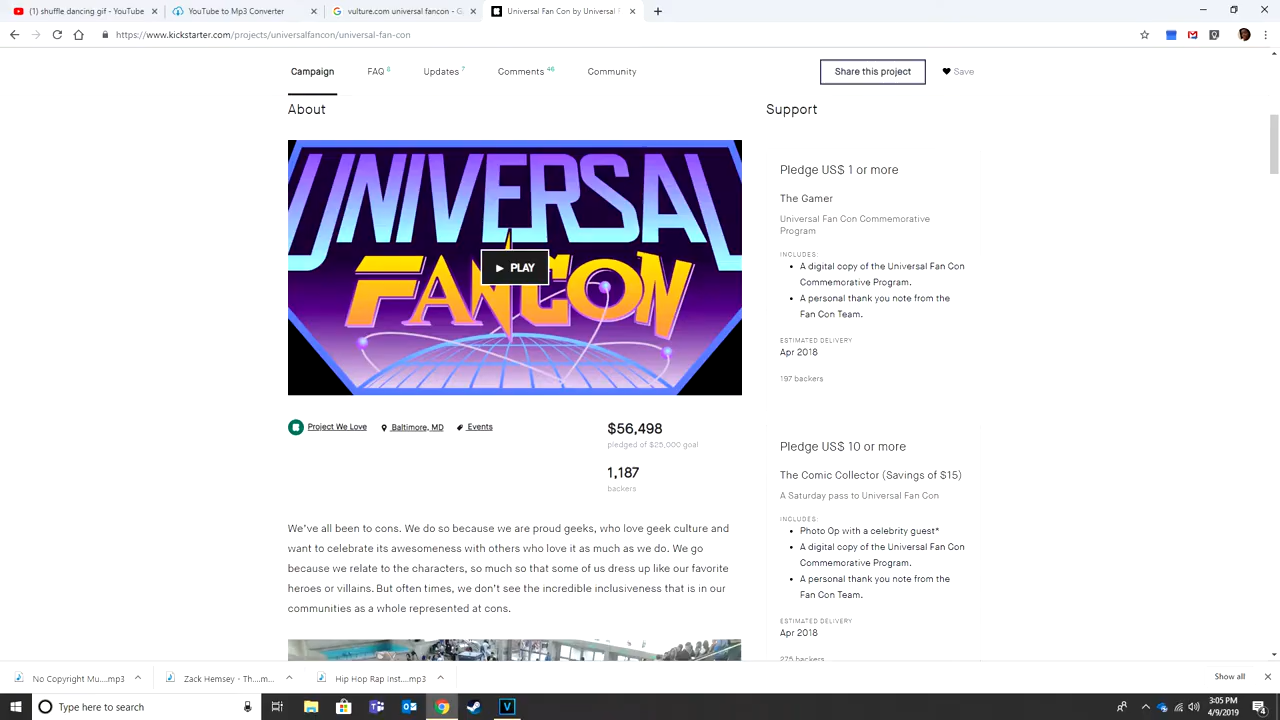 (1) shuffle dancing gif - YouTube
YouTube to Mp3 Converter
vulture.com universal fancon - G
Universal Fan Con by Universal
https://www.kickstarter.com/projects/universalfancon/universal-fan-con
Campaign
FAQ
Updates 7
Comments 46
Community
Share this project
Save
About
Support
UNIVERSAL
FANCON
PLAY
Project We Love
Baltimore, MD
Events
$56,498
pledged of $25,000 goal
1,187
backers
We've all been to cons. We do so because we are proud geeks, who love geek culture and
want to celebrate its awesomeness with others who love it as much as we do. We go
because we relate to the characters, so much so that some of us dress up like our favorite
heroes or villains. But often times, we don't see the incredible inclusiveness that is in our
communities as a whole represented at cons.
Pledge US$ 1 or more
The Gamer
Universal Fan Con Commemorative
Program
INCLUDES:
• A digital copy of the Universal Fan Con
Commemorative Program.
• A personal thank you note from the
Fan Con Team.
ESTIMATED DELIVERY
Apr 2018
197 backers
Pledge US$ 10 or more
The Comic Collector (Savings of $15)
A Saturday pass to Universal Fan Con
INCLUDES:
• Photo Op with a celebrity guest*
• A digital copy of the Universal Fan Con
Commemorative Program.
• A personal thank you note from the
Fan Con Team.
ESTIMATED DELIVERY
Apr 2018
275 backers
No Copyright Mu....mp3
Zack Hemsey - Th....m...
Hip Hop Rap Inst....mp3
Show all
Type here to search
3:05 PM
4/9/2019